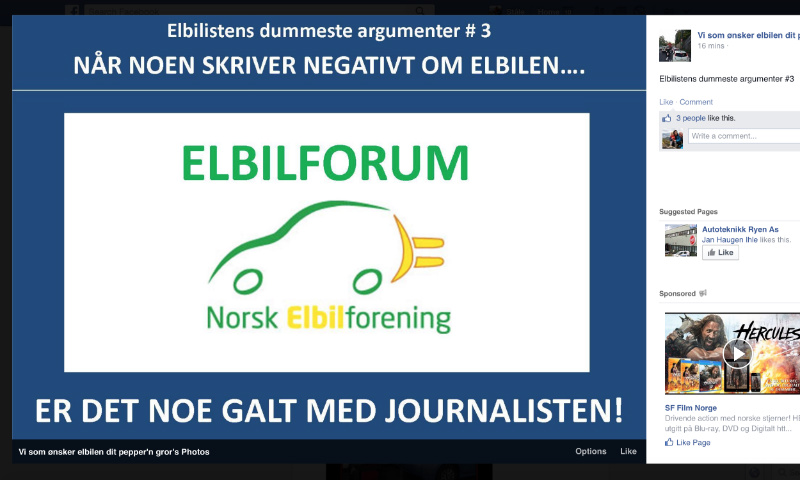 Elbilistens dummeste argumenter # 3
NÅR NOEN SKRIVER NEGATIVT OM ELBILEN....
ELBILFORUM
Norsk Elbilforening
ER DET NOE GALT MED JOURNALISTEN!
Vi som ønsker elbilen dit pepper'n gror's Photos
Options Like
Vi som ønsker elbilen dit
16 mins
Elbilistens dummeste argumenter #3
Like · Comment
3 people like this.
Write a comment...
Suggested Pages
Autoteknikk Ryen As
Jan Haugen Ihle likes this.
Like
Sponsored
HERCULES
SF Film Norge
Drivende action med norske stjerner!
utgitt på Blu-ray, DVD og Digitalt
Like Page